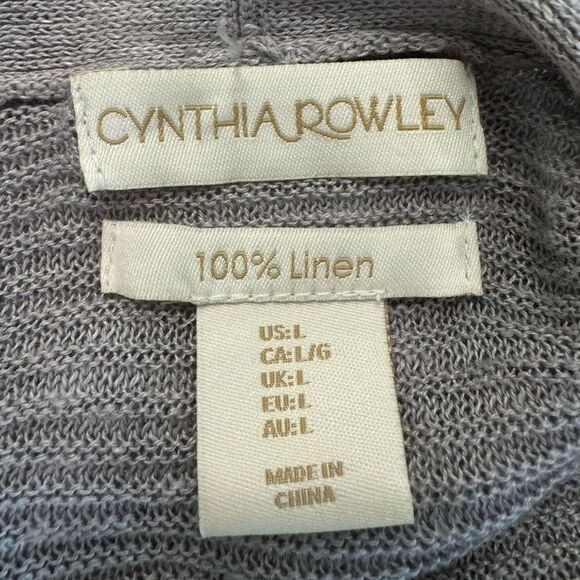 CYNTHIA ROWLEY
100% Linen
US:L
CA:L/G
UK:L
EU:L
AU:L
MADE IN
CHINA